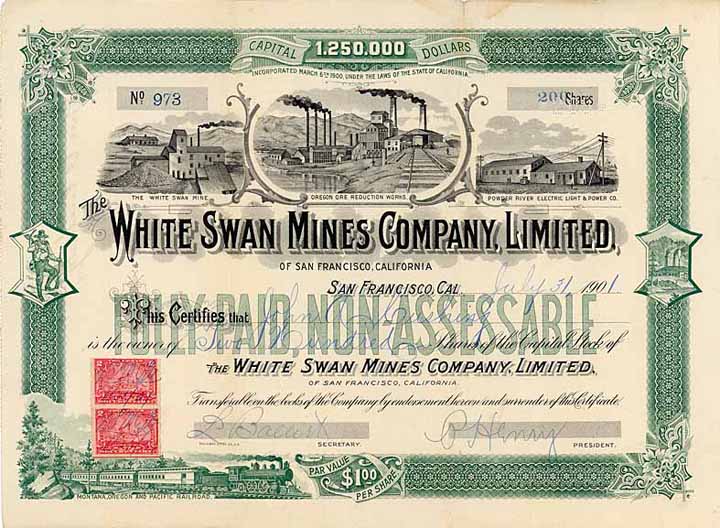 CAPITAL 1.250.000 DOLLARS
INCORPORATED MARCH 6TH 1900, UNDER THE LAWS OF THE STATE OF CALIFORNIA.
No 973
200 Shares
THE WHITE SWAN MINE.
OREGON ORE REDUCTION WORKS.
POWDER RIVER ELECTRIC LIGHT & POWER CO.
The
WHITE SWAN MINES COMPANY, LIMITED,
OF SAN FRANCISCO, CALIFORNIA
SAN FRANCISCO, CAL. July 31 1901
FULLY PAID, NON-ASSESSABLE
This Certifies that John
is the owner of Two Hundred Shares of the Capital Stock of
THE WHITE SWAN MINES COMPANY, LIMITED,
OF SAN FRANCISCO, CALIFORNIA.
Transferable on the books of the Company by endorsement hereon and surrender of this Certificate.
P Henry
SECRETARY.
PRESIDENT.
PAR VALUE
$1.00
PER SHARE
MONTANA, OREGON AND PACIFIC RAILROAD